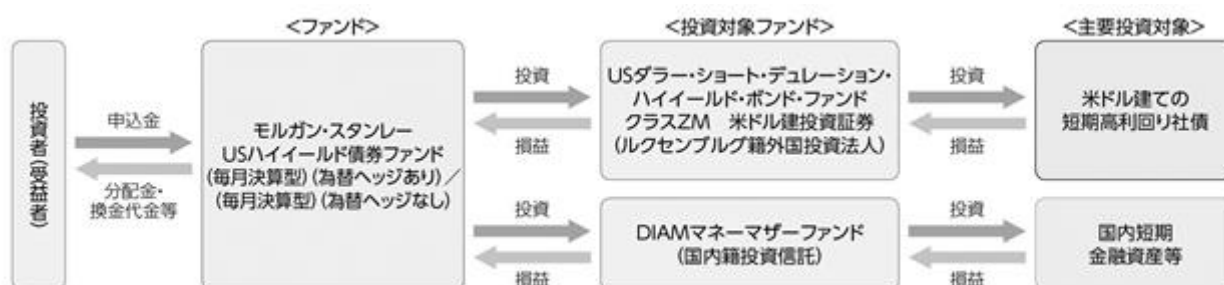 <ファンド>
<投資対象ファンド>
<主要投資対象>
投資者(受益者)
申込金
分配金・
換金代金等
モルガン・スタンレー
USハイイールド債券ファンド
(毎月決算型)(為替ヘッジあり)/
(毎月決算型)(為替ヘッジなし)
投資
損益
USダラー・ショート・デュレーション・
ハイイールド・ボンド・ファンド
クラスZM 米ドル建投資証券
(ルクセンブルグ籍外国投資法人)
投資
損益
米ドル建ての
短期高利回り社債
投資
損益
DIAMマネーマザーファンド
(国内籍投資信託)
投資
損益
国内短期
金融資産等